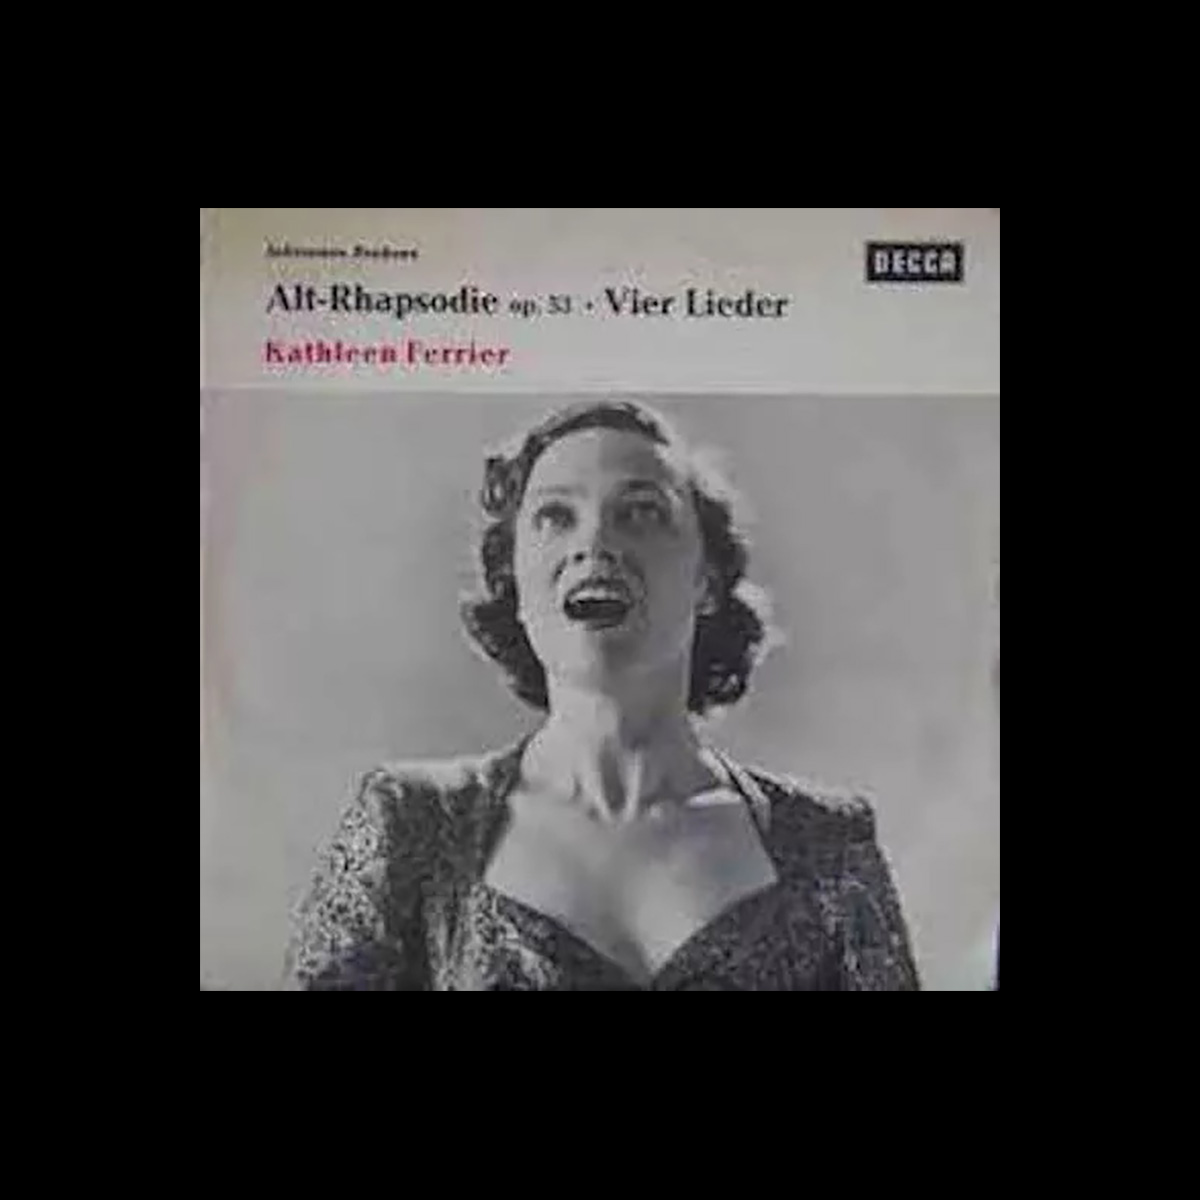 Johannes Brahms
DECCA
Alt-Rhapsodie op. 53 • Vier Lieder
Kathleen Ferrier